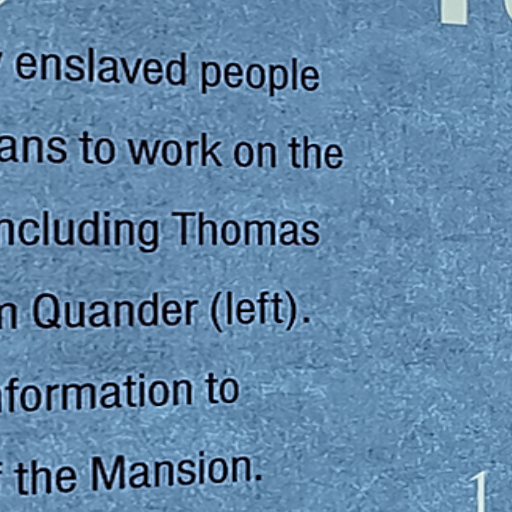 enslaved people
ans to work on the
ncluding Thomas
Quander (left).
formation to
the Mansion.